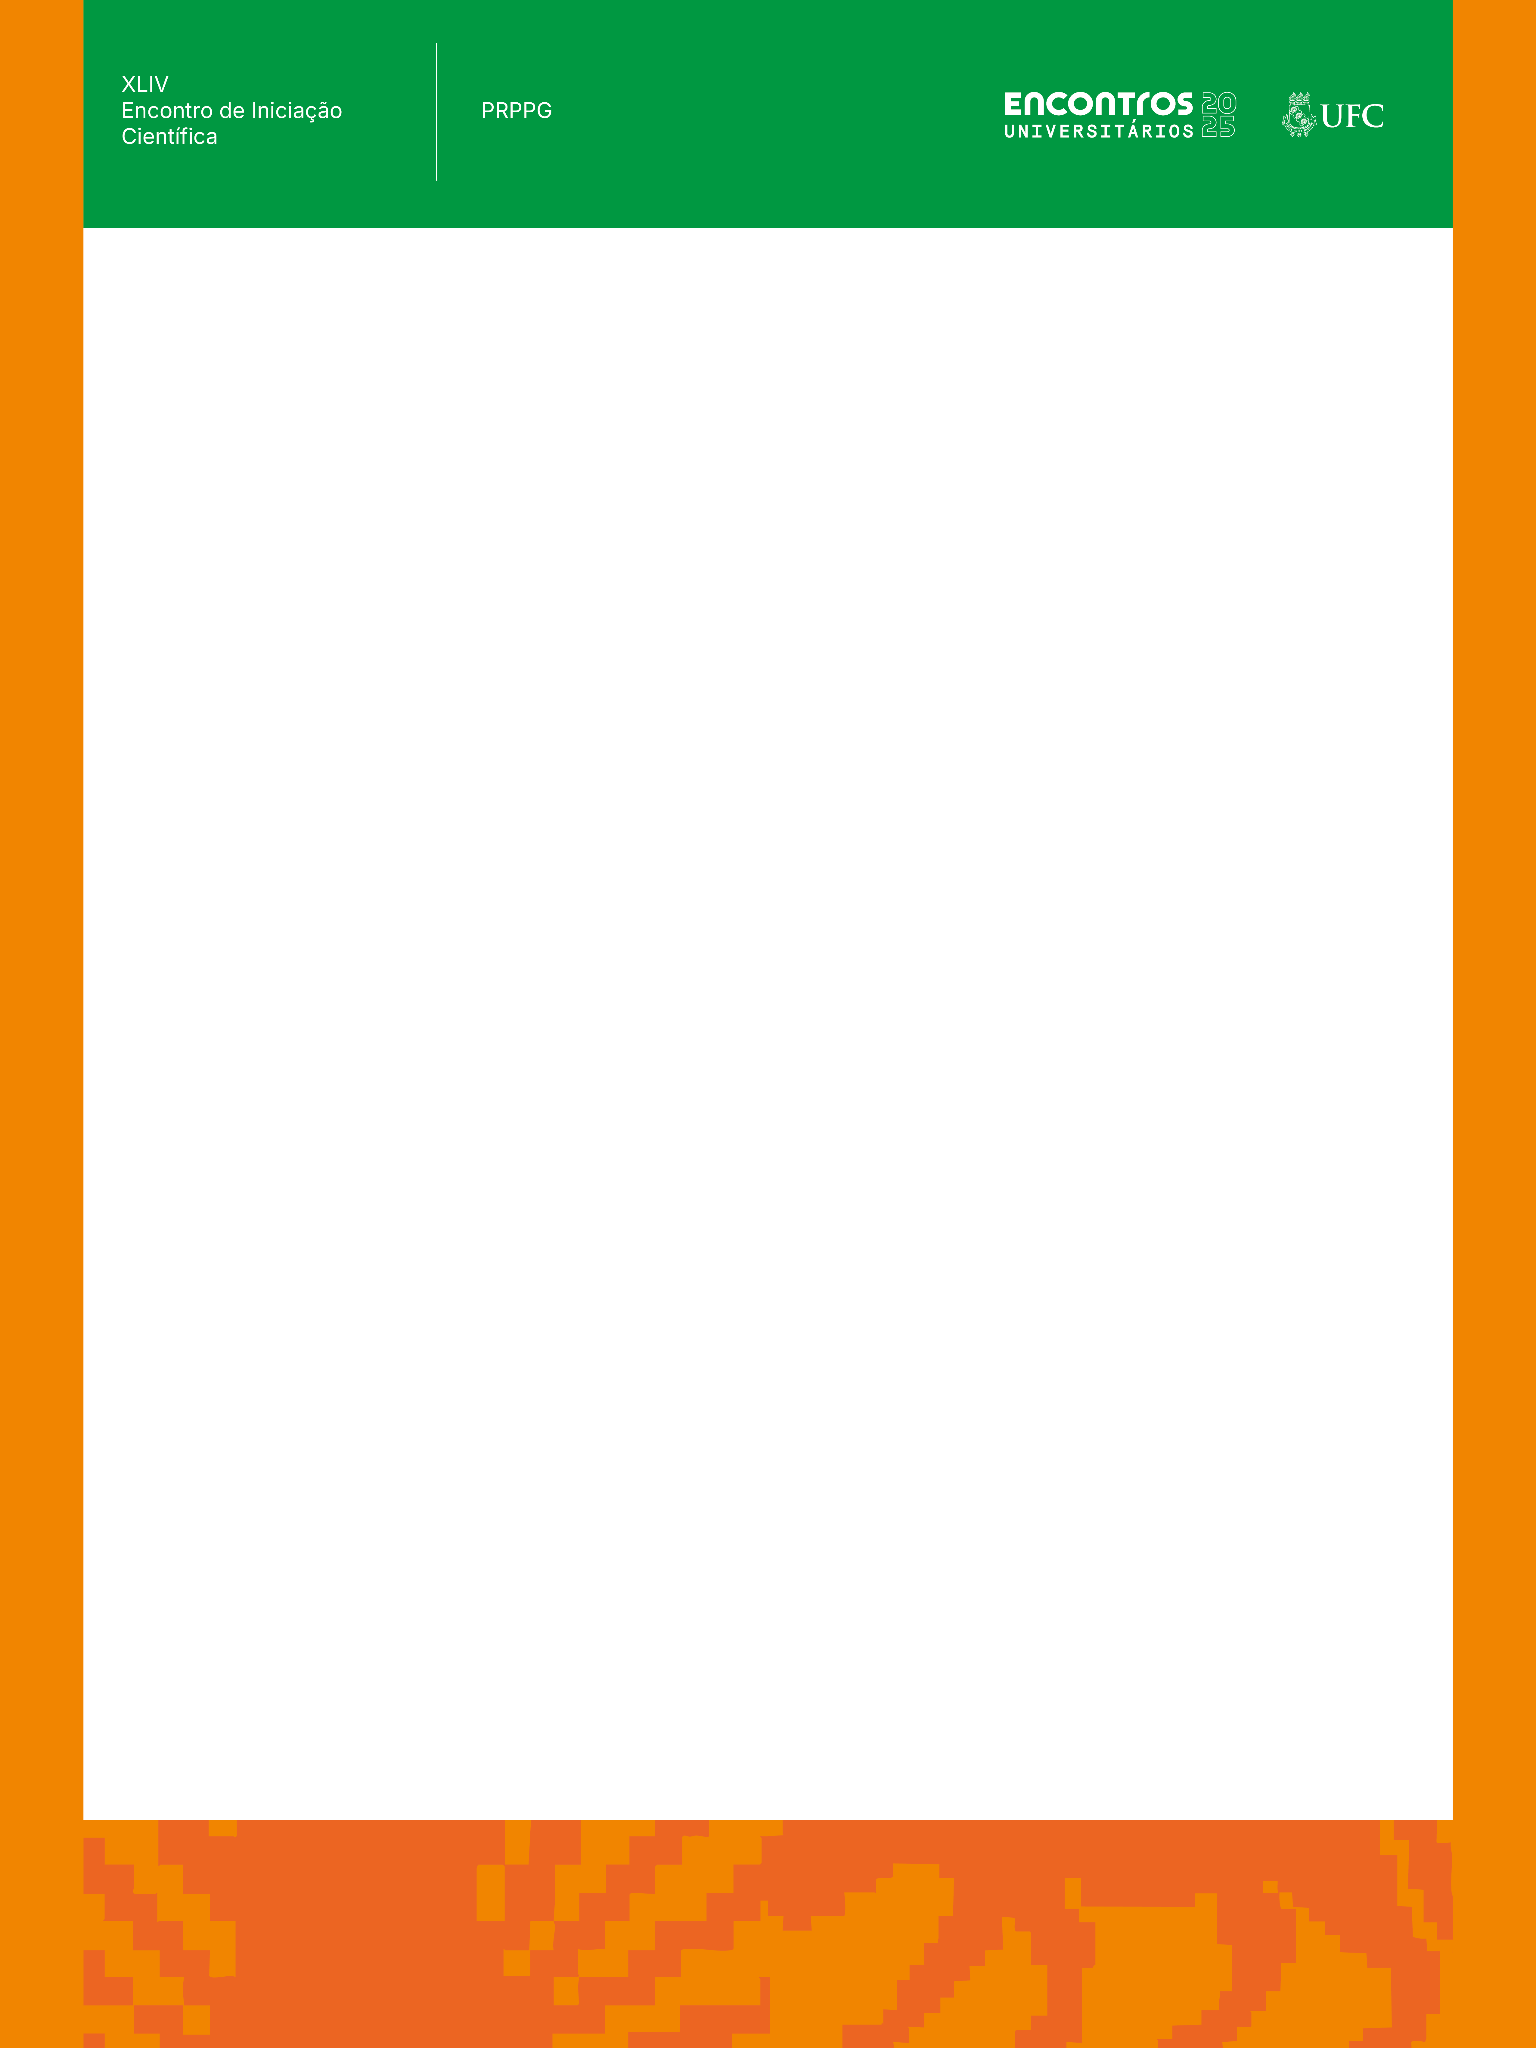 XLIV
Encontro de Iniciação
Científica
PRPPG
ENCONTROS
UNIVERSITÁRIOS
20
25
UFC